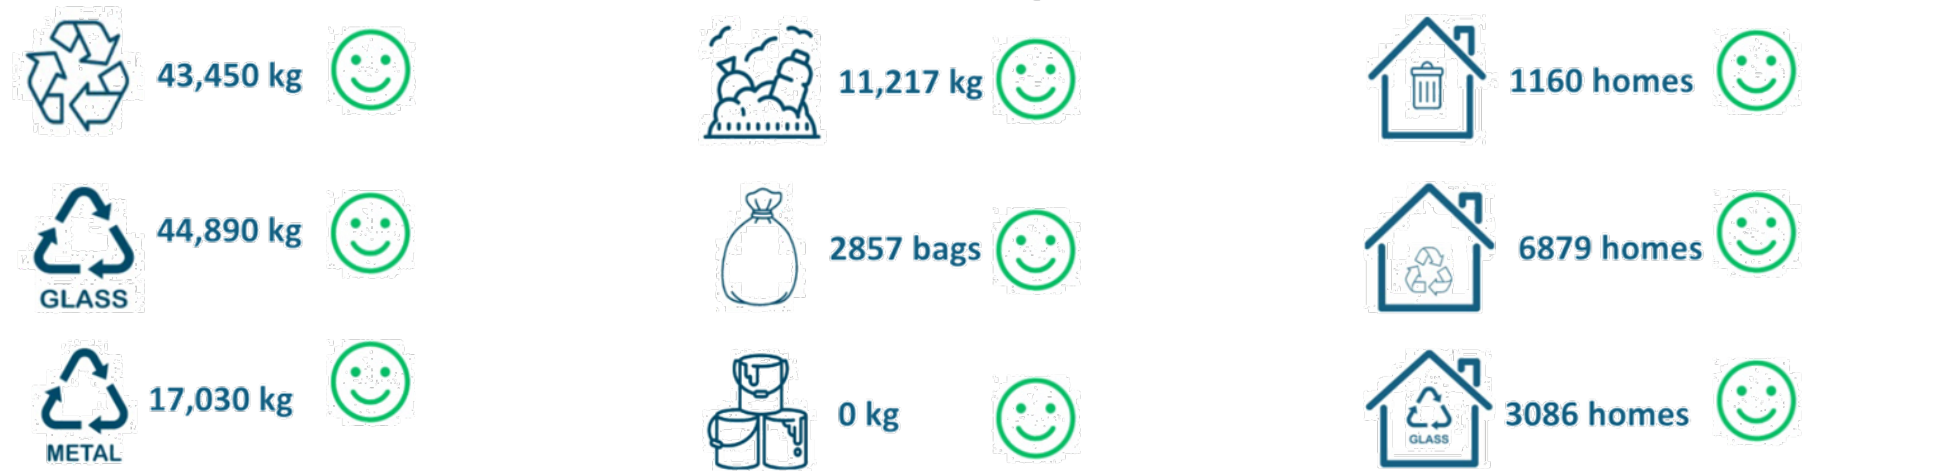 43,450 kg
11,217 kg
1160 homes
44,890 kg
GLASS
2857 bags
6879 homes
17,030 kg
METAL
0 kg
GLASS
3086 homes